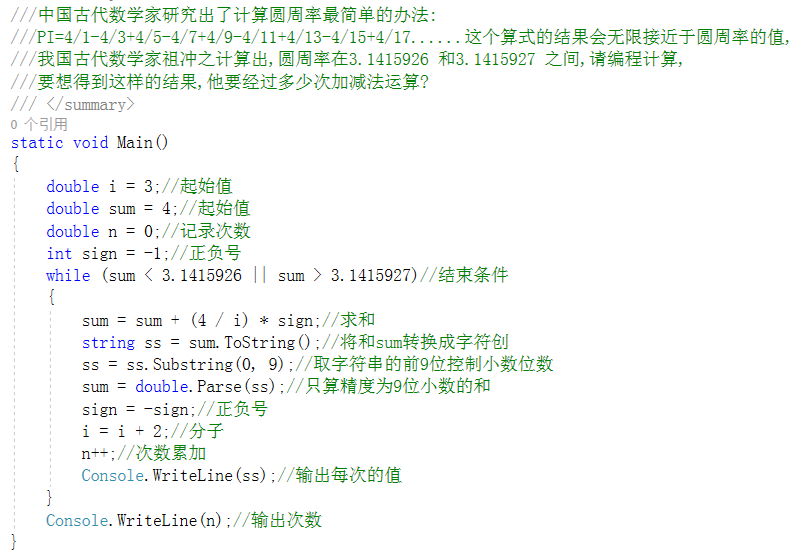 ///中国古代数学家研究出了计算圆周率最简单的办法:
///PI=4/1-4/3+4/5-4/7+4/9-4/11+4/13-4/15+4/17......这个算式的结果会无限接近于圆周率的值,
///我国古代数学家祖冲之计算出,圆周率在3.1415926 和3.1415927 之间,请编程计算,
///要想得到这样的结果,他要经过多少次加减法运算?
/// </summary>
0 个引用
static void Main()
{
    double i = 3;//起始值
    double sum = 4;//起始值
    double n = 0;//记录次数
    int sign = -1;//正负号
    while (sum < 3.1415926 || sum > 3.1415927)//结束条件
    {
        sum = sum + (4 / i) * sign;//求和
        string ss = sum.ToString();//将和sum转换成字符创
        ss = ss.Substring(0, 9);//取字符串的前9位控制小数位数
        sum = double.Parse(ss);//只算精度为9位小数的和
        sign = -sign;//正负号
        i = i + 2;//分子
        n++;//次数累加
        Console.WriteLine(ss);//输出每次的值
    }
    Console.WriteLine(n);//输出次数
}